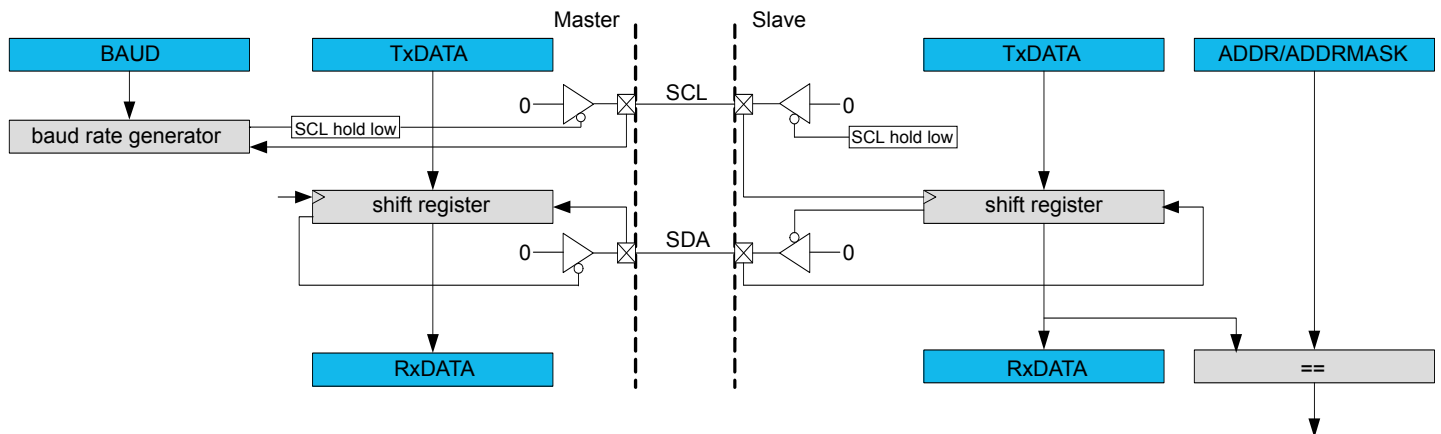 Master
Slave
BAUD
TxDATA
TxDATA
ADDR/ADDRMASK
0
SCL
0
baud rate generator
SCL hold low
SCL hold low
shift register
shift register
0
SDA
0
RxDATA
RxDATA
==